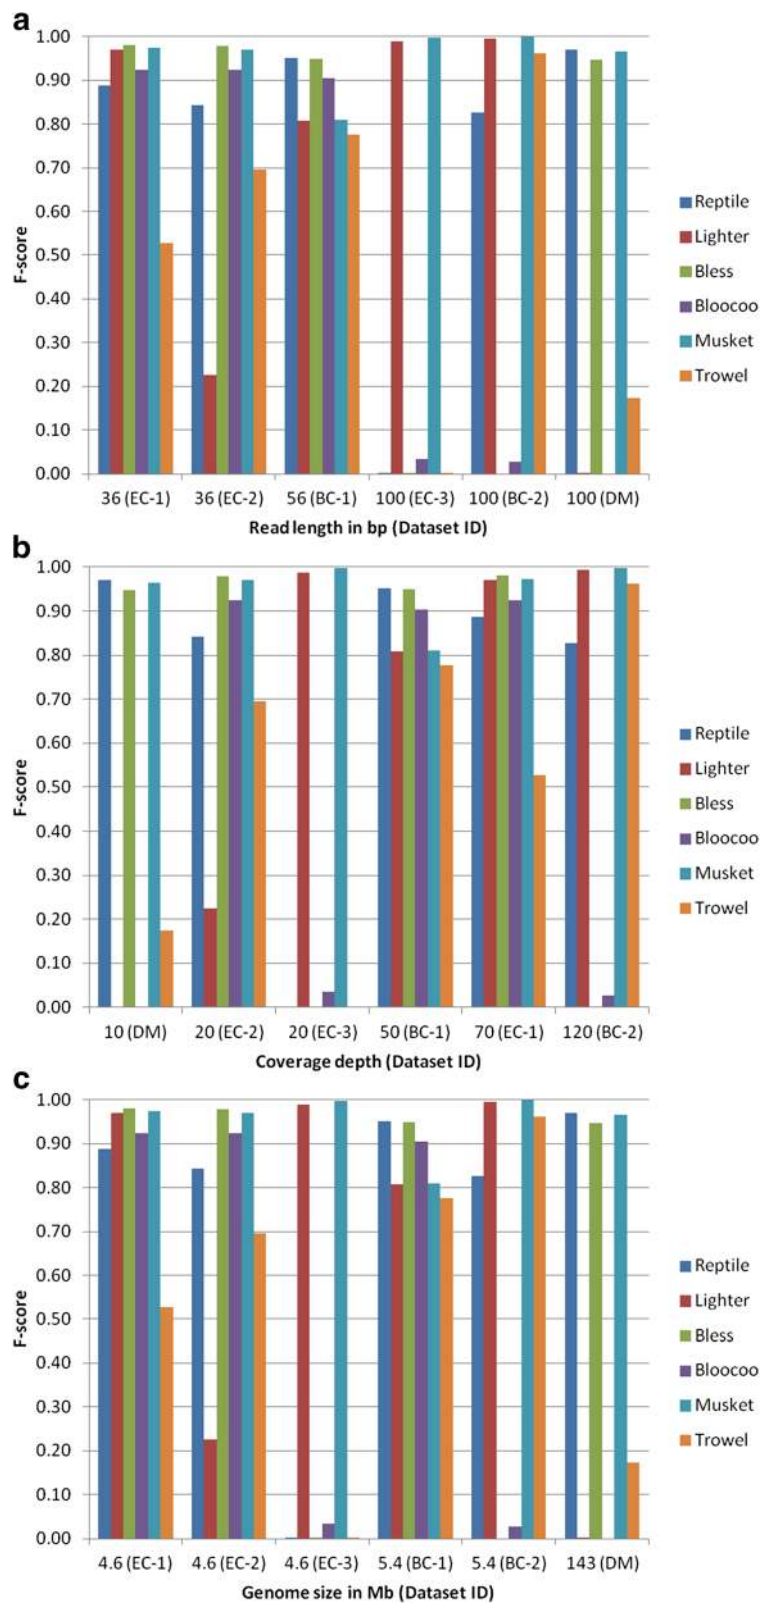 a
1.00
0.90
0.80
0.70
0.60
0.50
0.40
0.30
0.20
0.10
0.00
F-score
36 (EC-1) 36 (EC-2) 56 (BC-1) 100 (EC-3) 100 (BC-2) 100 (DM)
Read length in bp (Dataset ID)
Reptile
Lighter
Bless
Bloocoo
Musket
Trowel
b
1.00
0.90
0.80
0.70
0.60
0.50
0.40
0.30
0.20
0.10
0.00
F-score
10 (DM) 20 (EC-2) 20 (EC-3) 50 (BC-1) 70 (EC-1) 120 (BC-2)
Coverage depth (Dataset ID)
Reptile
Lighter
Bless
Bloocoo
Musket
Trowel
c
1.00
0.90
0.80
0.70
0.60
0.50
0.40
0.30
0.20
0.10
0.00
F-score
4.6 (EC-1) 4.6 (EC-2) 4.6 (EC-3) 5.4 (BC-1) 5.4 (BC-2) 143 (DM)
Genome size in Mb (Dataset ID)
Reptile
Lighter
Bless
Bloocoo
Musket
Trowel